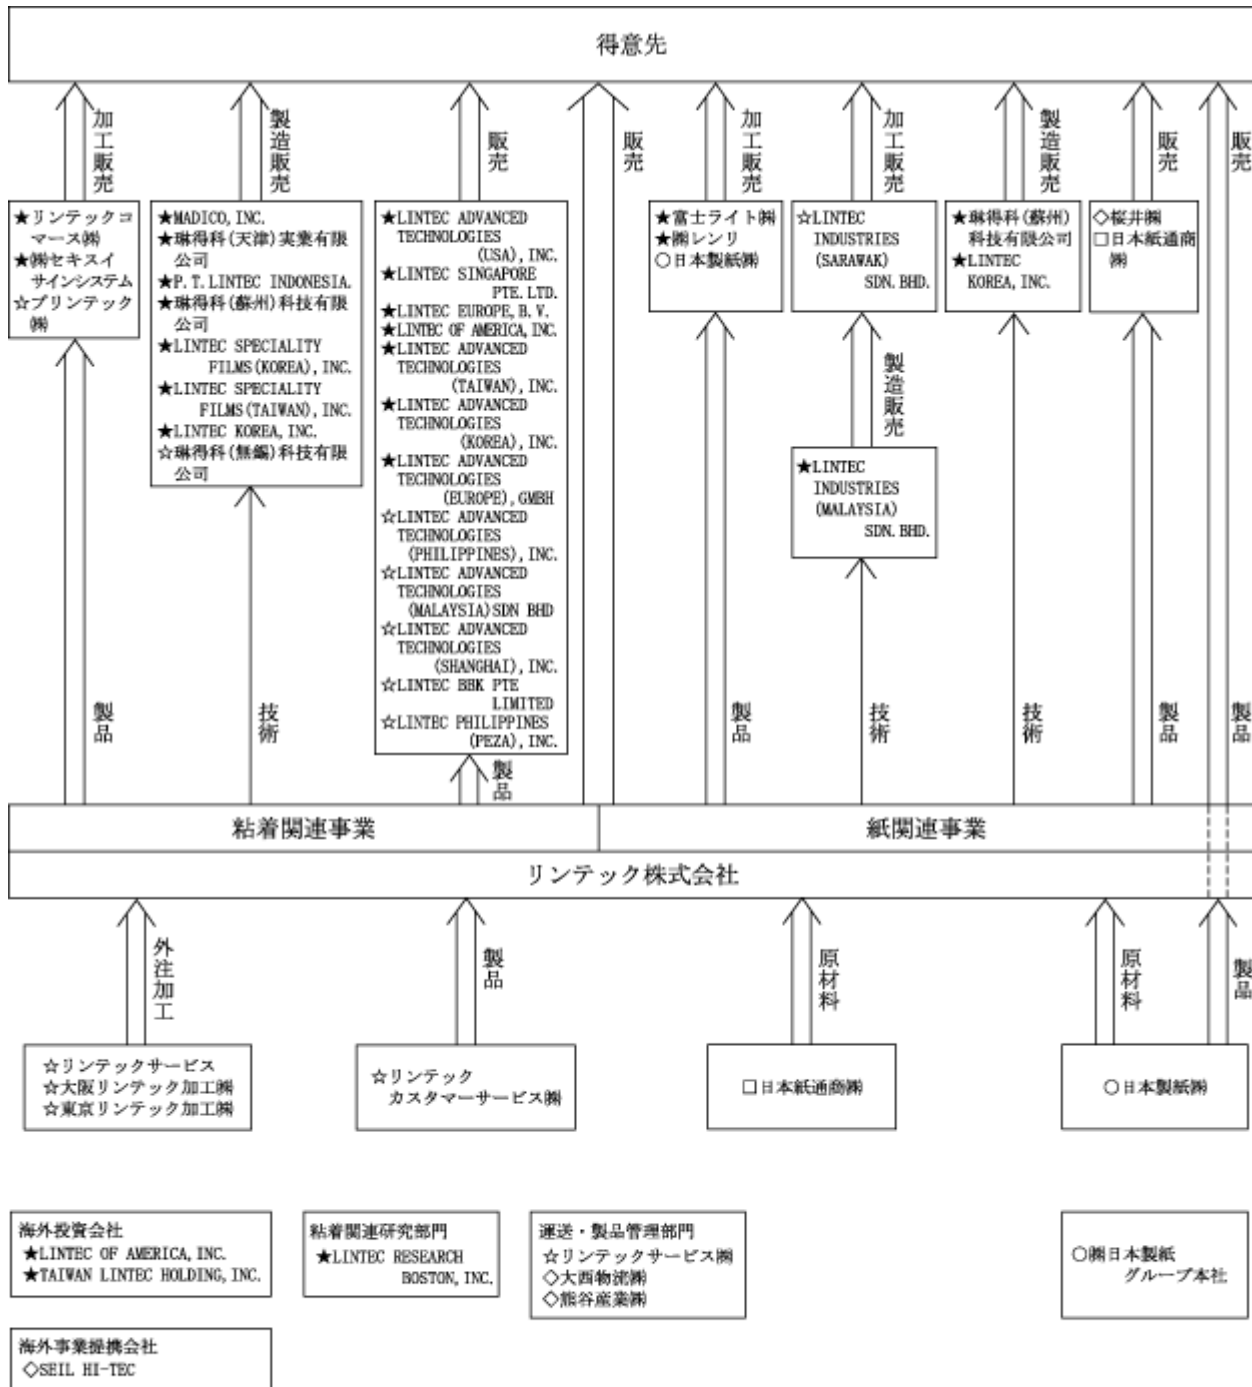 得意先
加工販売
製造販売
販売
販売
加工販売
加工販売
製造販売
販売
販売
★リンテックコ
マース㈱
★㈱セキスイ
サインシステム
☆プリンテック
㈱
★MADICO, INC.
★琳得科(天津)実業有限
公司
★P.T.LINTEC INDONESIA.
★琳得科(蘇州)科技有限
公司
★LINTEC SPECIALITY
FILMS(KOREA), INC.
★LINTEC SPECIALITY
FILMS(TAIWAN), INC.
★LINTEC KOREA, INC.
☆琳得科(無錫)科技有限
公司
★LINTEC ADVANCED
TECHNOLOGIES
(USA), INC.
★LINTEC SINGAPORE
PTE. LTD.
★LINTEC EUROPE, B.V.
★LINTEC OF AMERICA, INC.
★LINTEC ADVANCED
TECHNOLOGIES
(TAIWAN), INC.
★LINTEC ADVANCED
TECHNOLOGIES
(KOREA), INC.
★LINTEC ADVANCED
TECHNOLOGIES
(EUROPE), GMBH
☆LINTEC ADVANCED
TECHNOLOGIES
(PHILIPPINES), INC.
☆LINTEC ADVANCED
TECHNOLOGIES
(MALAYSIA)SDN BHD
☆LINTEC ADVANCED
TECHNOLOGIES
(SHANGHAI), INC.
☆LINTEC BBK PTE
LIMITED
☆LINTEC PHILIPPINES
(PEZA), INC.
★富士ライト㈱
★㈱レンリ
○日本製紙㈱
☆LINTEC
INDUSTRIES
(SARAWAK)
SDN. BHD.
★琳得科(蘇州)
科技有限公司
★LINTEC
KOREA, INC.
◇桜井㈱
□日本紙通商
㈱
製造販売
★LINTEC
INDUSTRIES
(MALAYSIA)
SDN. BHD.
製品
技術
製品
製品
技術
技術
製品
製品
粘着関連事業
紙関連事業
リンテック株式会社
外注加工
製品
原材料
原材料
製品
☆リンテックサービス
☆大阪リンテック加工㈱
☆東京リンテック加工㈱
☆リンテック
カスタマーサービス㈱
□日本紙通商㈱
○日本製紙㈱
海外投資会社
★LINTEC OF AMERICA, INC.
★TAIWAN LINTEC HOLDING, INC.
粘着関連研究部門
★LINTEC RESEARCH
BOSTON, INC.
運送・製品管理部門
☆リンテックサービス㈱
◇大西物流㈱
◇熊谷産業㈱
○㈱日本製紙
グループ本社
海外事業提携会社
◇SEIL HI-TEC